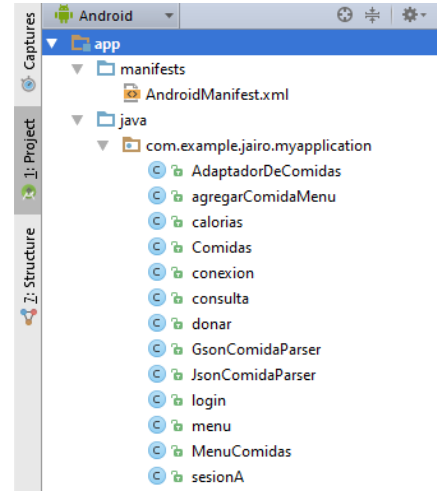 Android
app
manifests
AndroidManifest.xml
java
com.example.jairo.myapplication
AdaptadorDeComidas
agregarComidaMenu
calorias
Comidas
conexion
consulta
donar
GsonComidaParser
JsonComidaParser
login
menu
MenuComidas
sesionA
Captures
1: Project
7: Structure